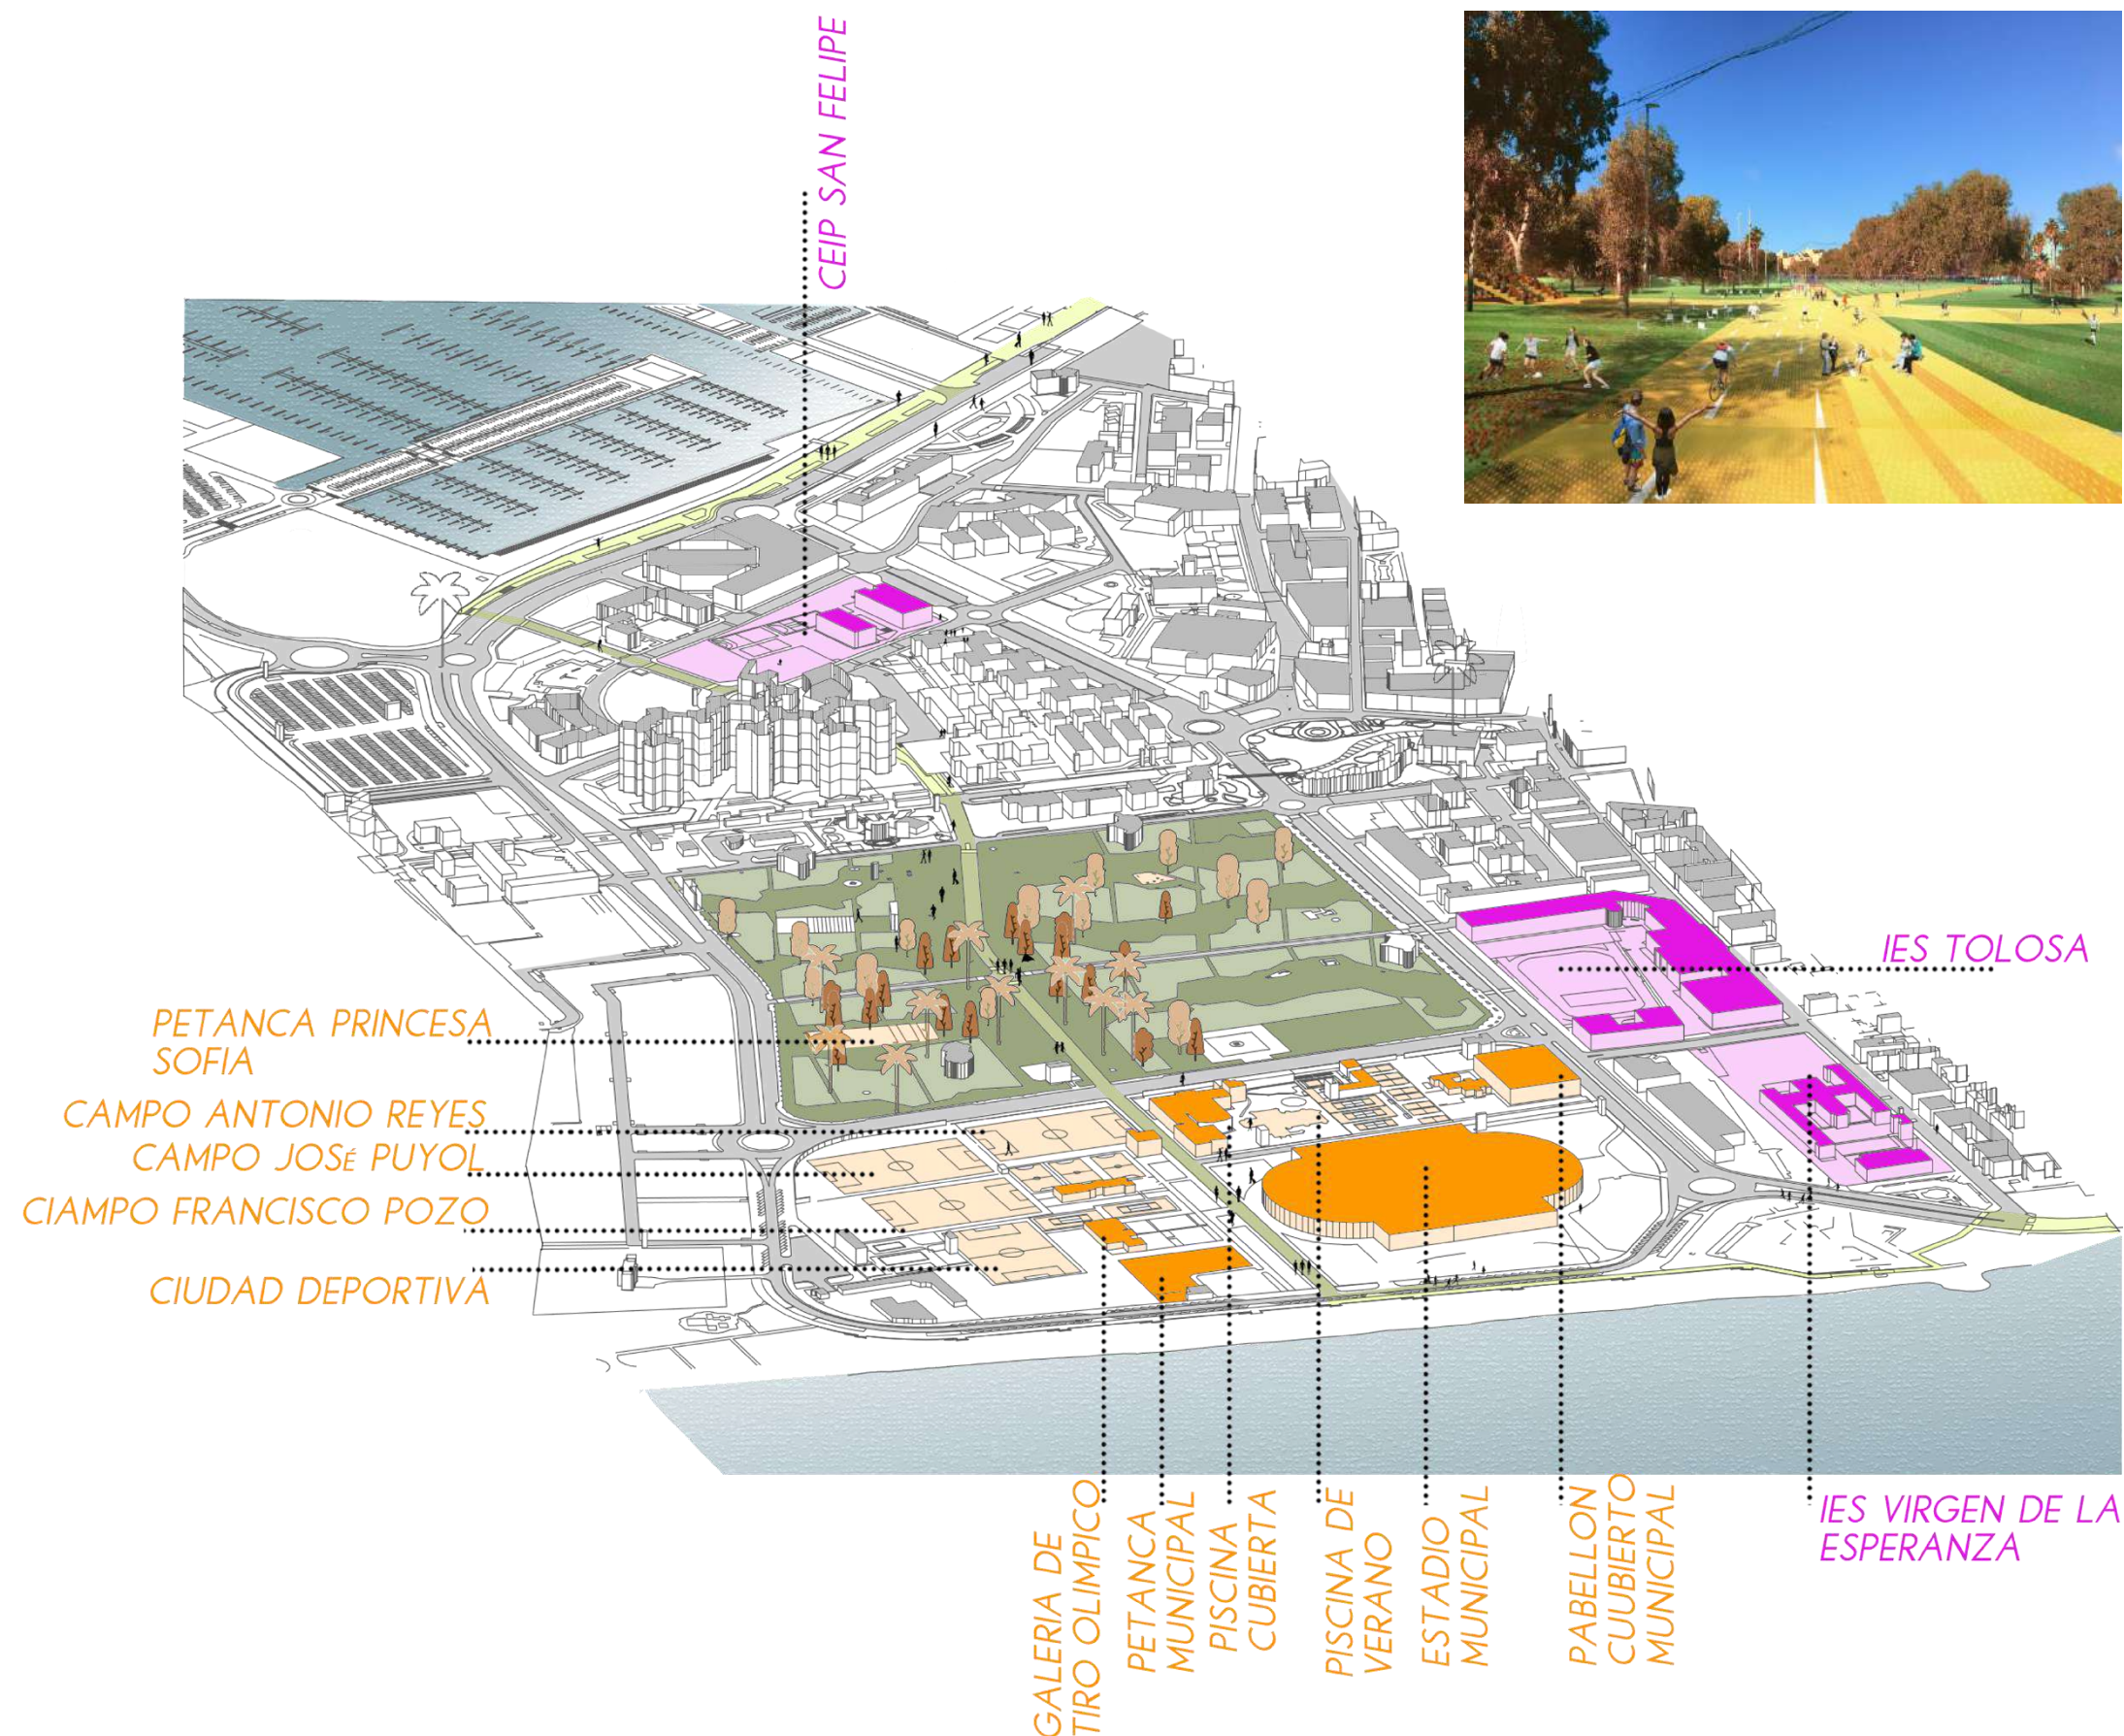 CEIP SAN FELIPE
IES TOLOSA
PETANCA PRINCESA
SOFIA
CAMPO ANTONIO REYES
CAMPO JOSÉ PUYOL
CIAMPO FRANCISCO POZO
CIUDAD DEPORTIVA
GALERIA DE
TIRO OLIMPICO
PETANCA
MUNICIPAL
PISCINA
CUBIERTA
PISCINA DE
VERANO
ESTADIO
MUNICIPAL
PABELLON
CUUBIERTO
MUNICIPAL
IES VIRGEN DE LA
ESPERANZA